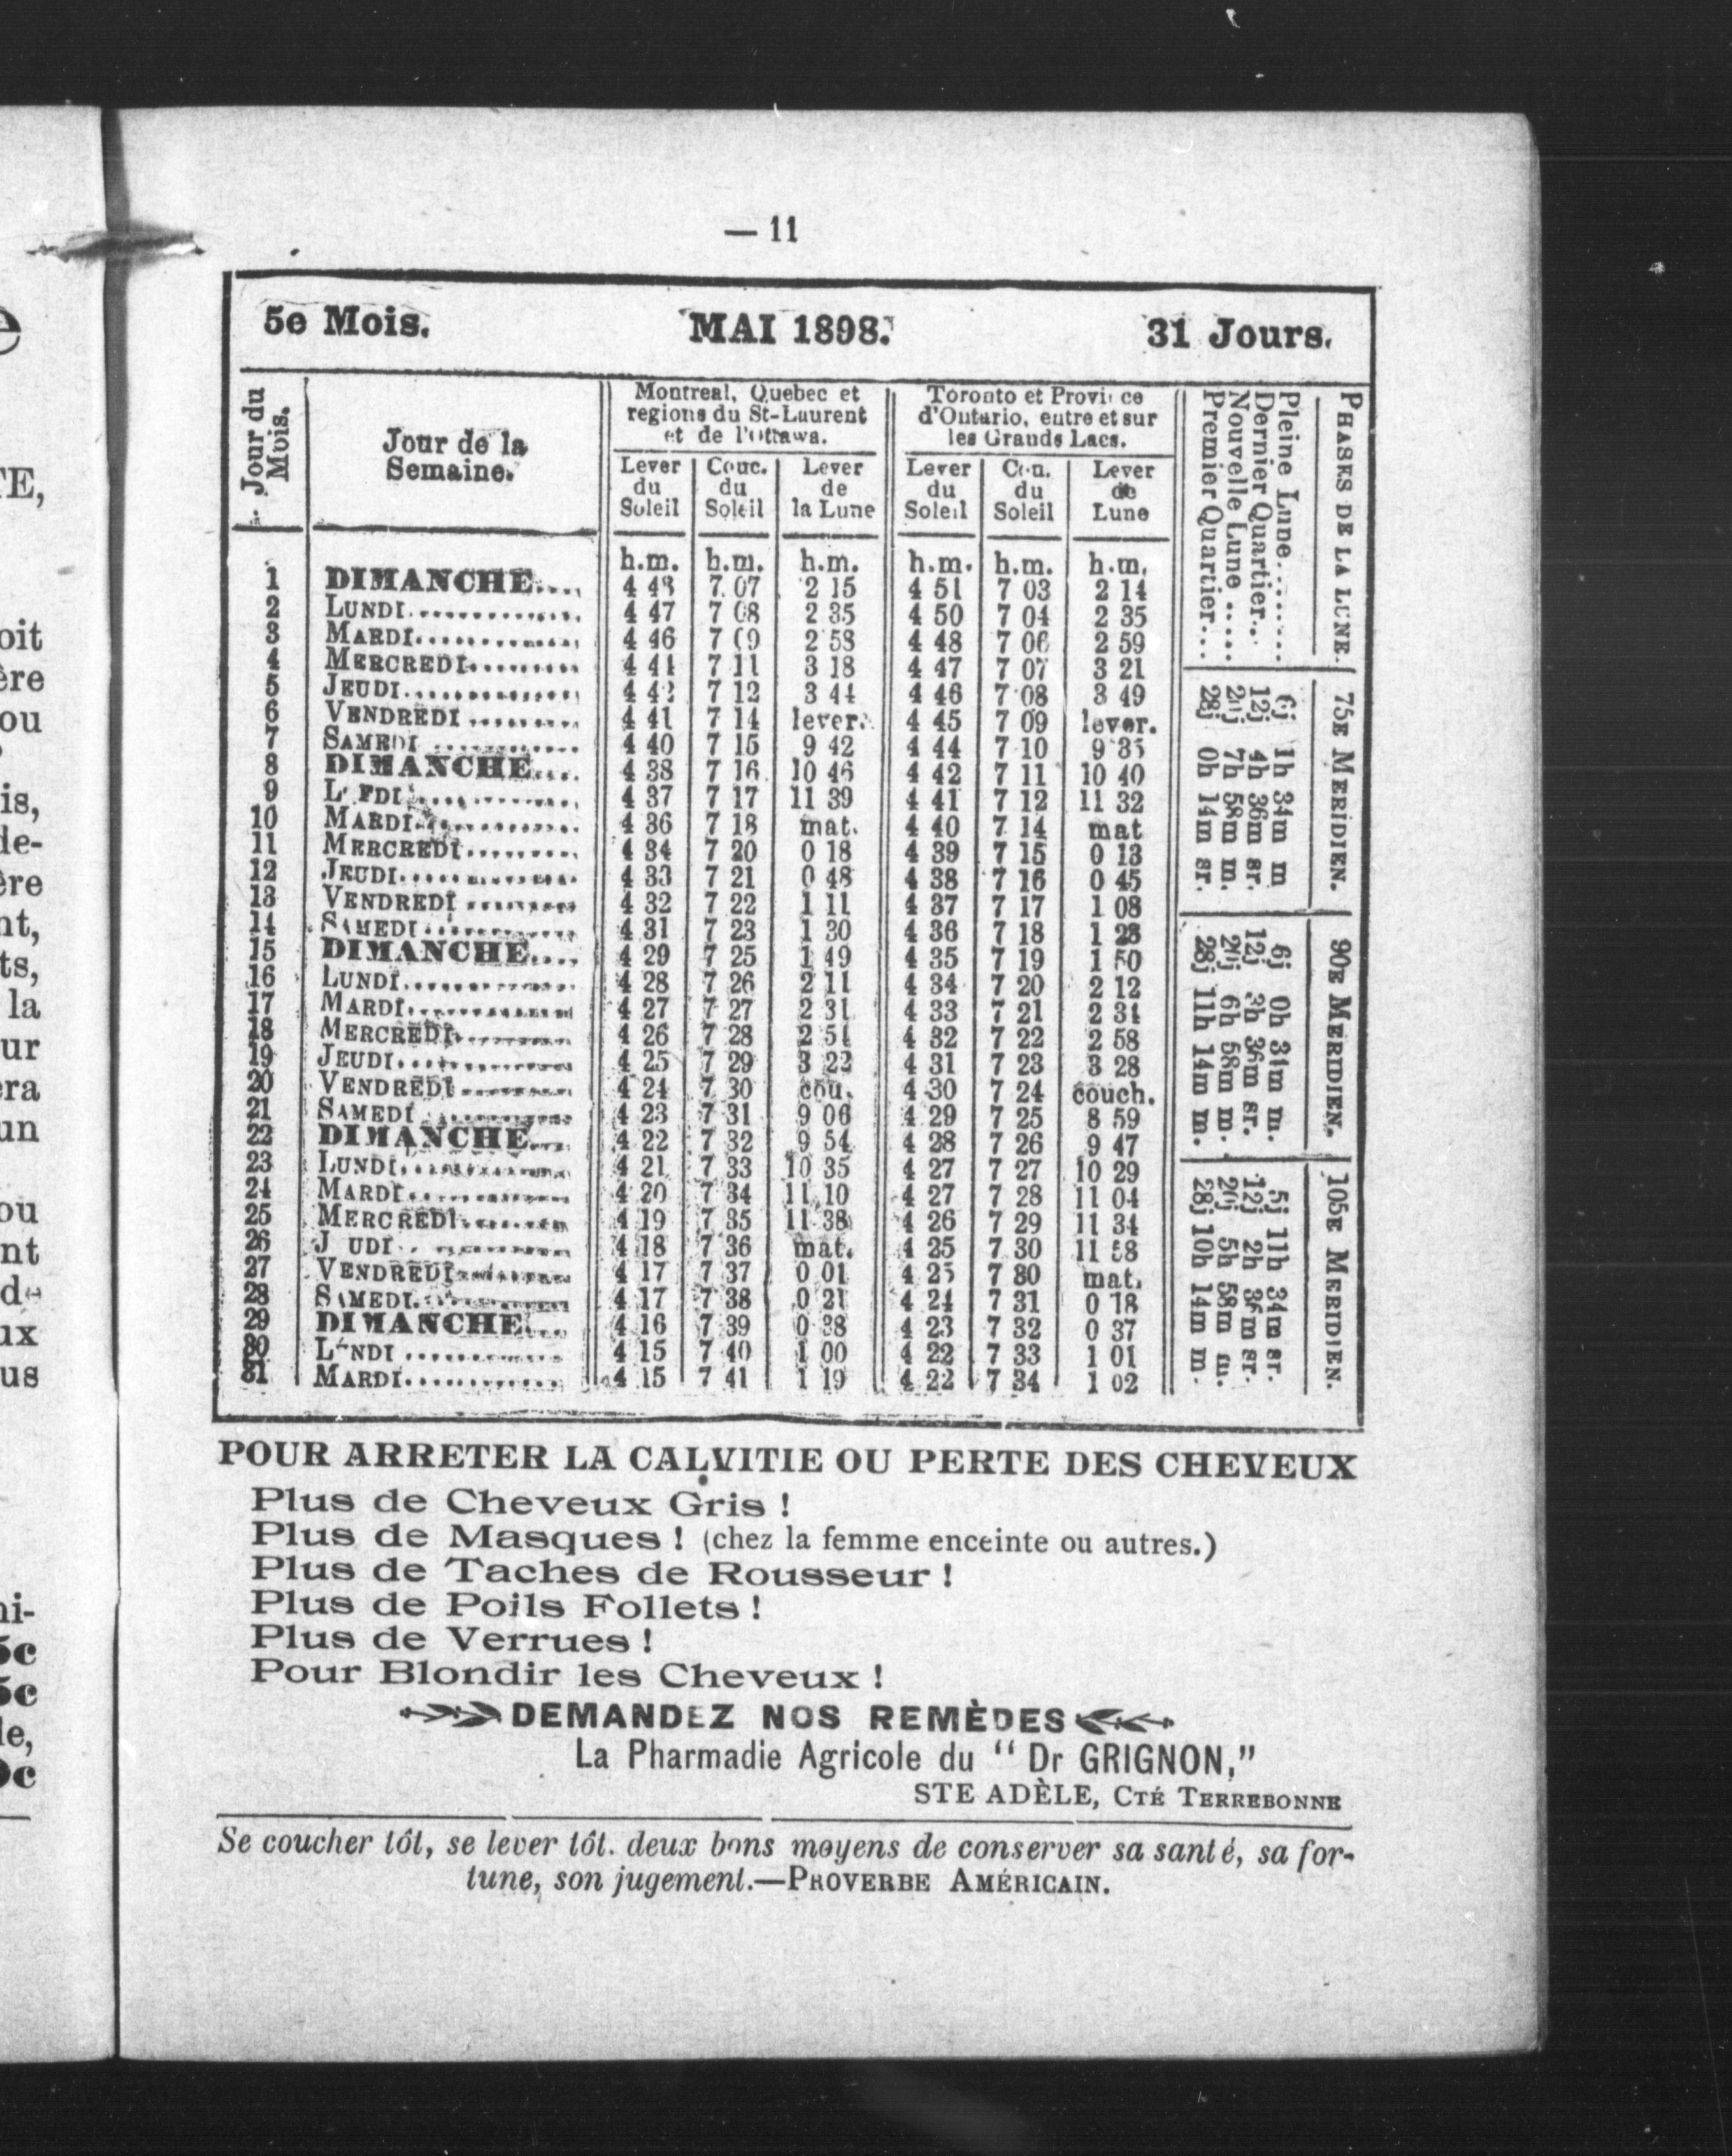 — 11
5e Mois. MAI 1898. 31 Jours.
Jour du Mois.
Jour de la Semaine.
Montreal, Quebec et regions du St-Laurent et de l'Ottawa.
Toronto et Provi ce d'Ontario, entre et sur les Grands Lacs.
Lever du Soleil Couc. du Soleil Lever de la Lune Lever du Soleil Cou. du Soleil Lever de Lune
h.m. h.m. h.m. h.m. h.m. h.m.
1 DIMANCHE.... 4 48 7 07 2 15 4 51 7 03 2 14
2 LUNDI 4 47 7 08 2 35 4 50 7 04 2 35
3 MARDI 4 46 7 09 2 58 4 48 7 06 2 59
4 MERCREDI 4 44 7 11 3 18 4 47 7 07 3 21
5 JEUDI 4 42 7 12 3 44 4 46 7 08 3 49
6 VENDREDI 4 41 7 14 lever. 4 45 7 09 lever.
7 SAMEDI 4 40 7 15 9 42 4 44 7 10 9 35
8 DIMANCHE.... 4 38 7 16 10 46 4 42 7 11 10 40
9 L NDI 4 37 7 17 11 39 4 41 7 12 11 32
10 MARDI 4 36 7 18 mat. 4 40 7 14 mat
11 MERCREDI 4 34 7 20 0 18 4 39 7 15 0 13
12 JEUDI 4 33 7 21 0 48 4 38 7 16 0 45
13 VENDREDI 4 32 7 22 1 11 4 37 7 17 1 08
14 SAMEDI 4 31 7 23 1 30 4 36 7 18 1 28
15 DIMANCHE.... 4 29 7 25 1 49 4 35 7 19 1 50
16 LUNDI 4 28 7 26 2 11 4 34 7 20 2 12
17 MARDI 4 27 7 27 2 31 4 33 7 21 2 34
18 MERCREDI 4 26 7 28 2 54 4 32 7 22 2 58
19 JEUDI 4 25 7 29 3 22 4 31 7 23 3 28
20 VENDREDI 4 24 7 30 cou. 4 30 7 24 couch.
21 SAMEDI 4 23 7 31 9 06 4 29 7 25 8 59
22 DIMANCHE.... 4 22 7 32 9 54 4 28 7 26 9 47
23 LUNDI 4 21 7 33 10 35 4 27 7 27 10 29
24 MARDI 4 20 7 34 11 10 4 27 7 28 11 04
25 MERCREDI 4 19 7 35 11 38 4 26 7 29 11 34
26 J UDI 4 18 7 36 mat. 4 25 7 30 11 58
27 VENDREDI 4 17 7 37 0 01 4 25 7 30 mat.
28 SAMEDI 4 17 7 38 0 21 4 24 7 31 0 18
29 DIMANCHE 4 16 7 39 0 38 4 23 7 32 0 37
30 LUNDI 4 15 7 40 1 00 4 22 7 33 1 01
31 MARDI 4 15 7 41 1 19 4 22 7 34 1 02
PHASES DE LA LUNE. 75E MERIDIEN. 90E MERIDIEN. 105E MERIDIEN.
Pleine Lune 6j 1h 34m m 6j 0h 34m m. 5j 11h 34m sr.
Dernier Quartier 12j 4h 36m sr. 12j 3h 36m sr. 12j 2h 36m sr.
Nouvelle Lune 20j 7h 58m m. 20j 6h 58m m. 20j 5h 58m m.
Premier Quartier 28j 0h 14m sr. 28j 11h 14m m. 28j 10h 14m m.
POUR ARRETER LA CALVITIE OU PERTE DES CHEVEUX
Plus de Cheveux Gris !
Plus de Masques ! (chez la femme enceinte ou autres.)
Plus de Taches de Rousseur !
Plus de Poils Follets !
Plus de Verrues !
Pour Blondir les Cheveux !
DEMANDEZ NOS REMÈDES
La Pharmadie Agricole du “ Dr GRIGNON,”
STE ADÈLE, CTÉ TERREBONNE
Se coucher tôt, se lever tôt. deux bons moyens de conserver sa santé, sa for-
tune, son jugement.—PROVERBE AMÉRICAIN.